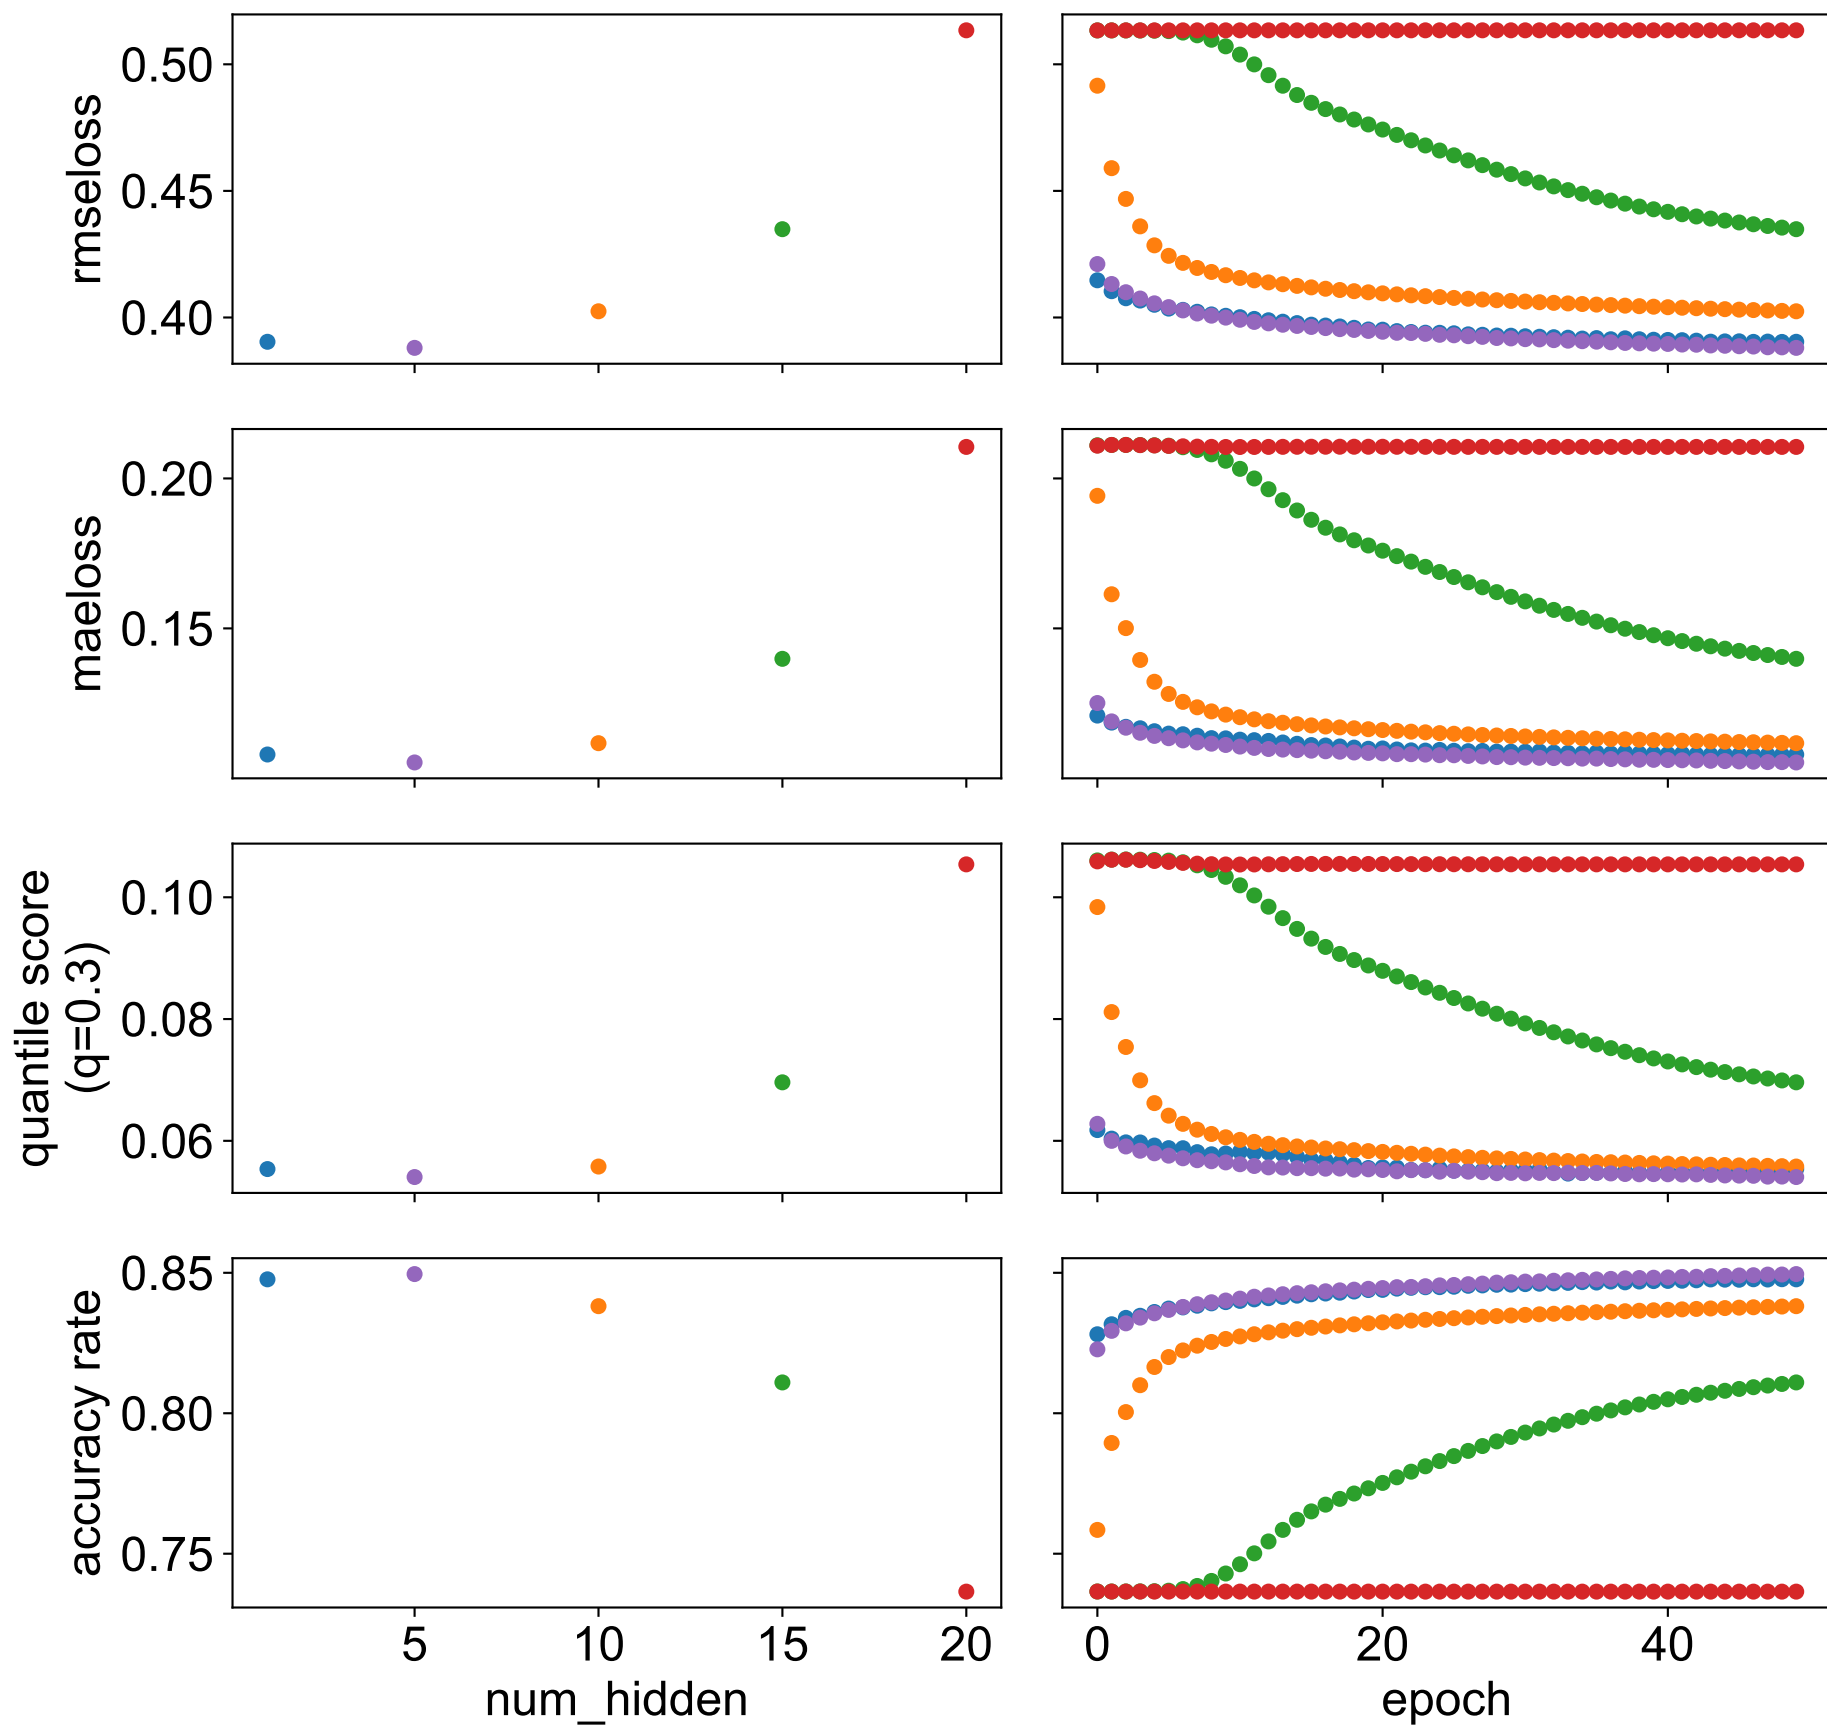 rmseloss
0.50
0.45
0.40
maeloss
0.20
0.15
quantile score
(q=0.3)
0.10
0.08
0.06
accuracy rate
0.85
0.80
0.75
5 10 15 20
num_hidden
0 20 40
epoch